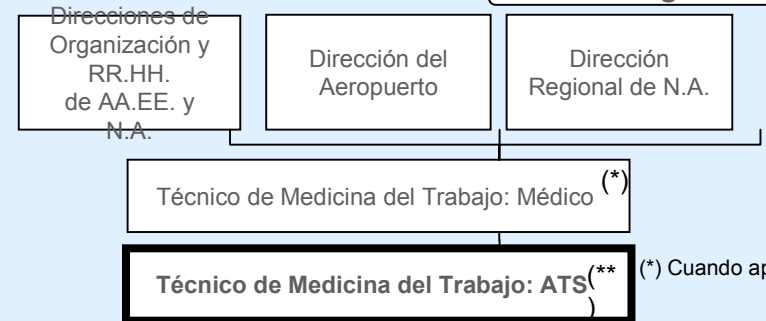 Direcciones de
Organización y
RR.HH.
de AA.EE. y
N.A.
Dirección del
Aeropuerto
Dirección
Regional de N.A.
Técnico de Medicina del Trabajo: Médico (*)
Técnico de Medicina del Trabajo: ATS (**
)
(*) Cuando ap